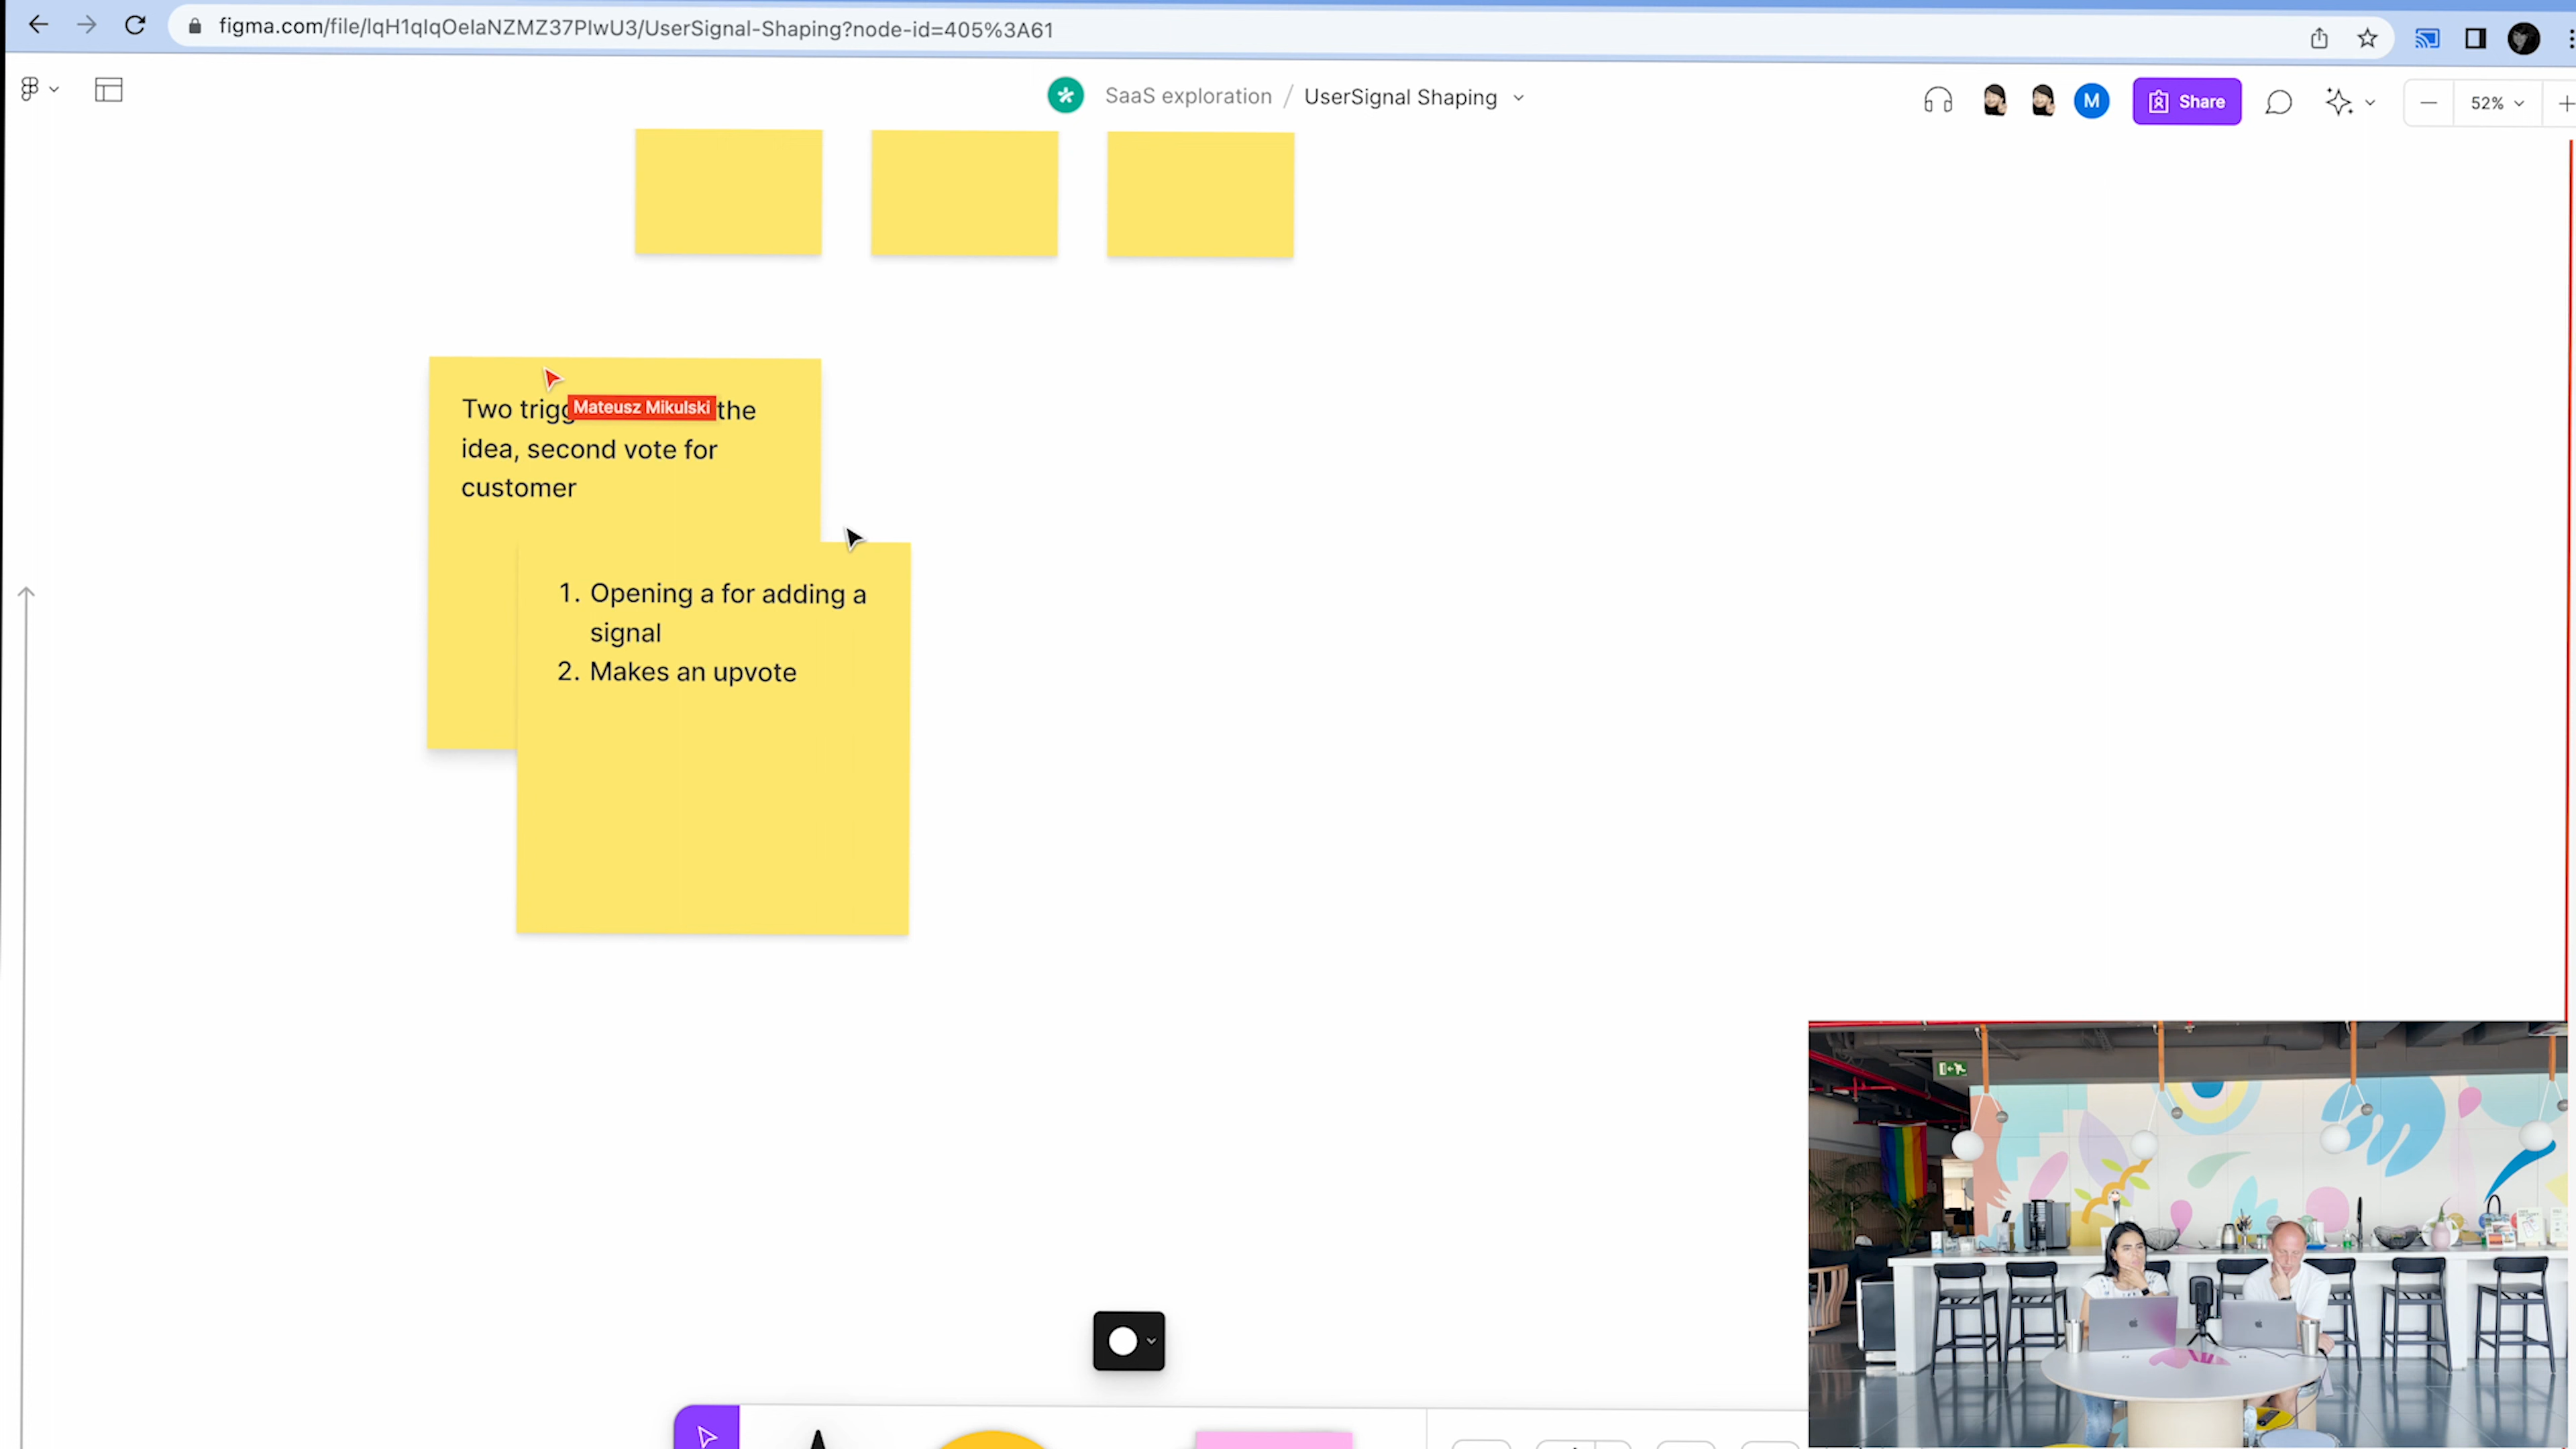 figma.com/file/lqH1qIqOeIaNZMZ37PIwU3/UserSignal-Shaping?node-id=405%3A61
SaaS exploration / UserSignal Shaping
M
Share
52%
Two trigg
Mateusz Mikulski
the
idea, second vote for
customer
1. Opening a for adding a
signal
2. Makes an upvote